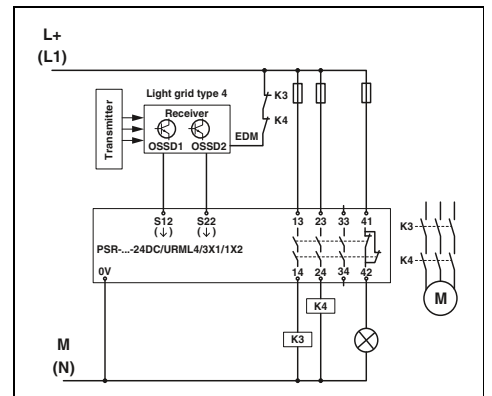 L+
(L1)
Light grid type 4
Transmitter
Receiver
OSSD1 OSSD2
EDM
K3
K4
S12 S22
(↓) (↓)
13 23 33 41
PSR-...-24DC/URML4/3X1/1X2
0V
14 24 34 42
K3
K4
M
K4
K3
M
(N)